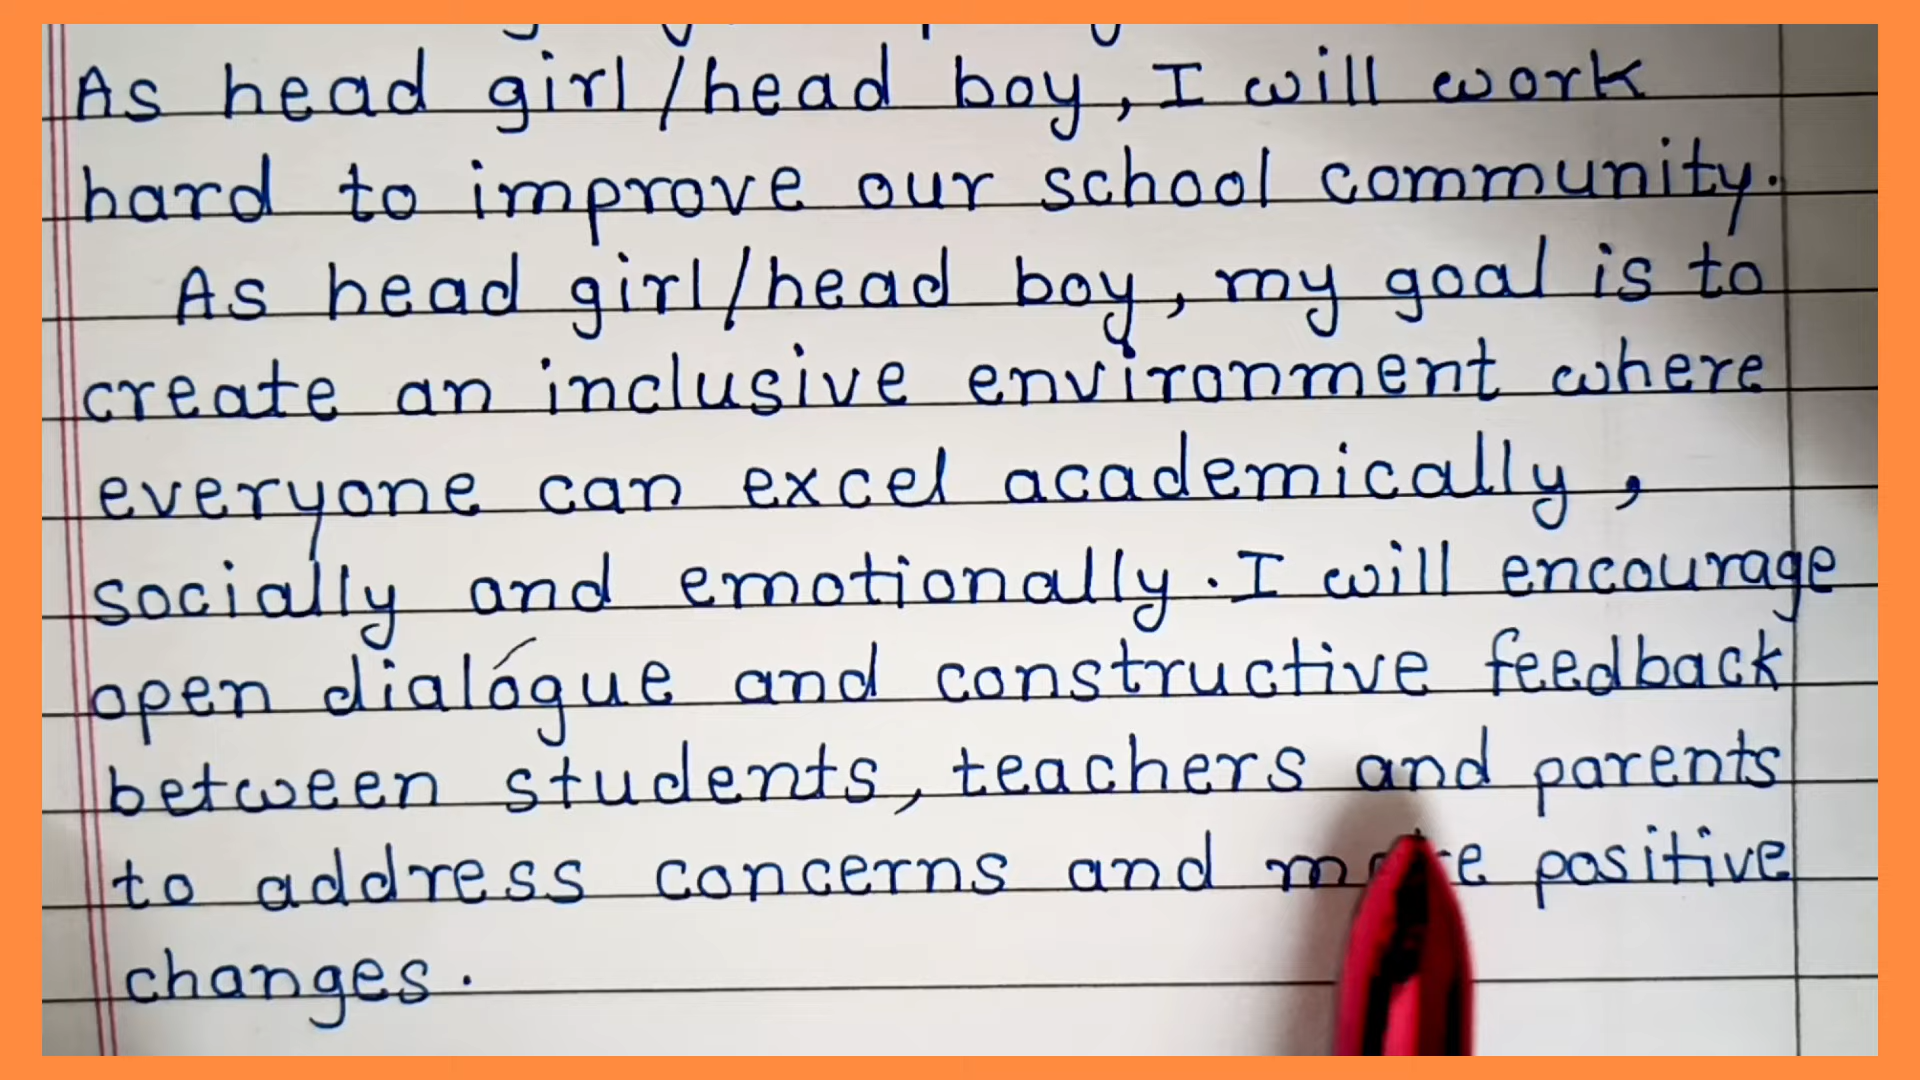 As head girl/head boy, I will work
hard to improve our school community.
As head girl/head boy, my goal is to
create an inclusive environment where
everyone can excel academically,
socially and emotionally. I will encourage
open dialogue and constructive feedback
between students, teachers and parents
to address concerns and positive
changes.